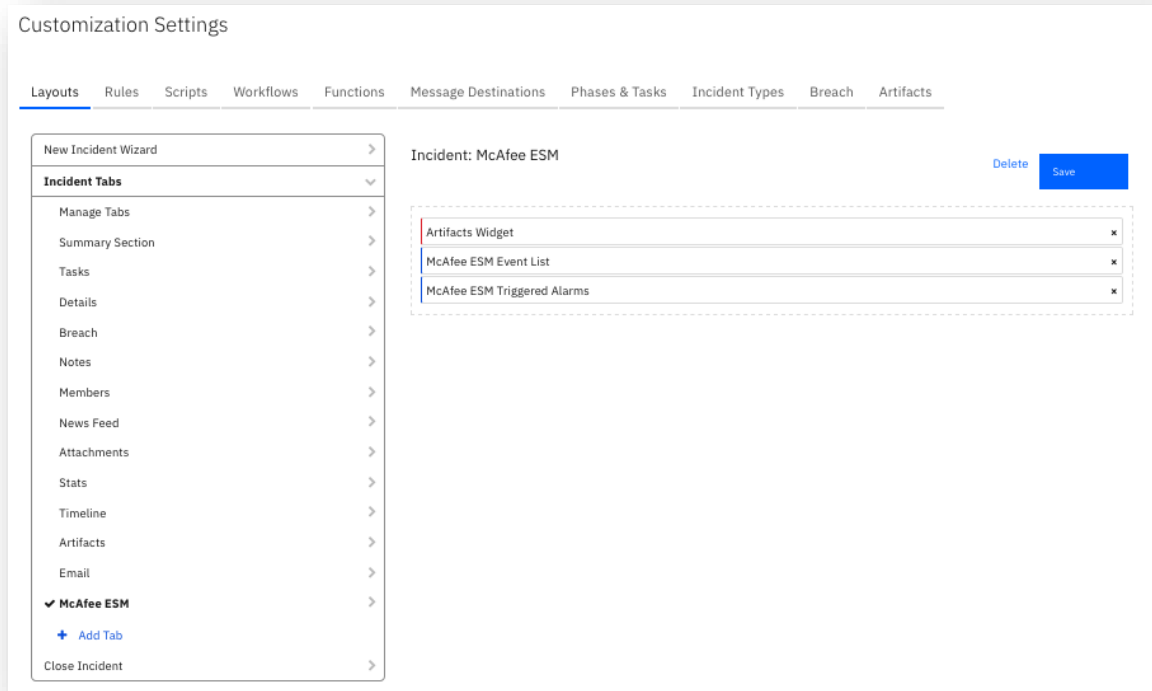 Customization Settings
Layouts Rules Scripts Workflows Functions Message Destinations Phases & Tasks Incident Types Breach Artifacts
New Incident Wizard
Incident Tabs
Manage Tabs
Summary Section
Tasks
Details
Breach
Notes
Members
News Feed
Attachments
Stats
Timeline
Artifacts
Email
McAfee ESM
+ Add Tab
Close Incident
Incident: McAfee ESM
Delete Save
Artifacts Widget ×
McAfee ESM Event List ×
McAfee ESM Triggered Alarms ×